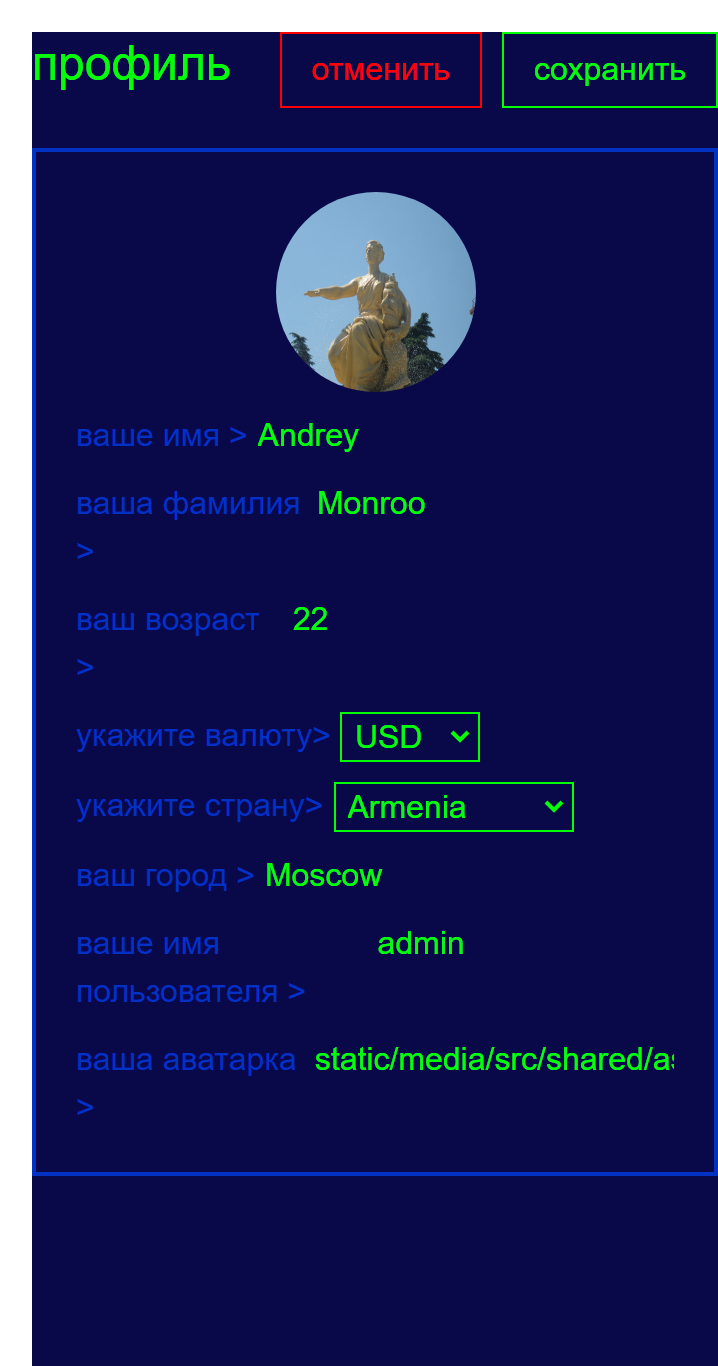 профиль отменить сохранить
ваше имя > Andrey
ваша фамилия Monroo
>
ваш возраст 22
>
укажите валюту> USD
укажите страну> Armenia
ваш город > Moscow
ваше имя admin
пользователя >
ваша аватарка static/media/src/shared/as
>